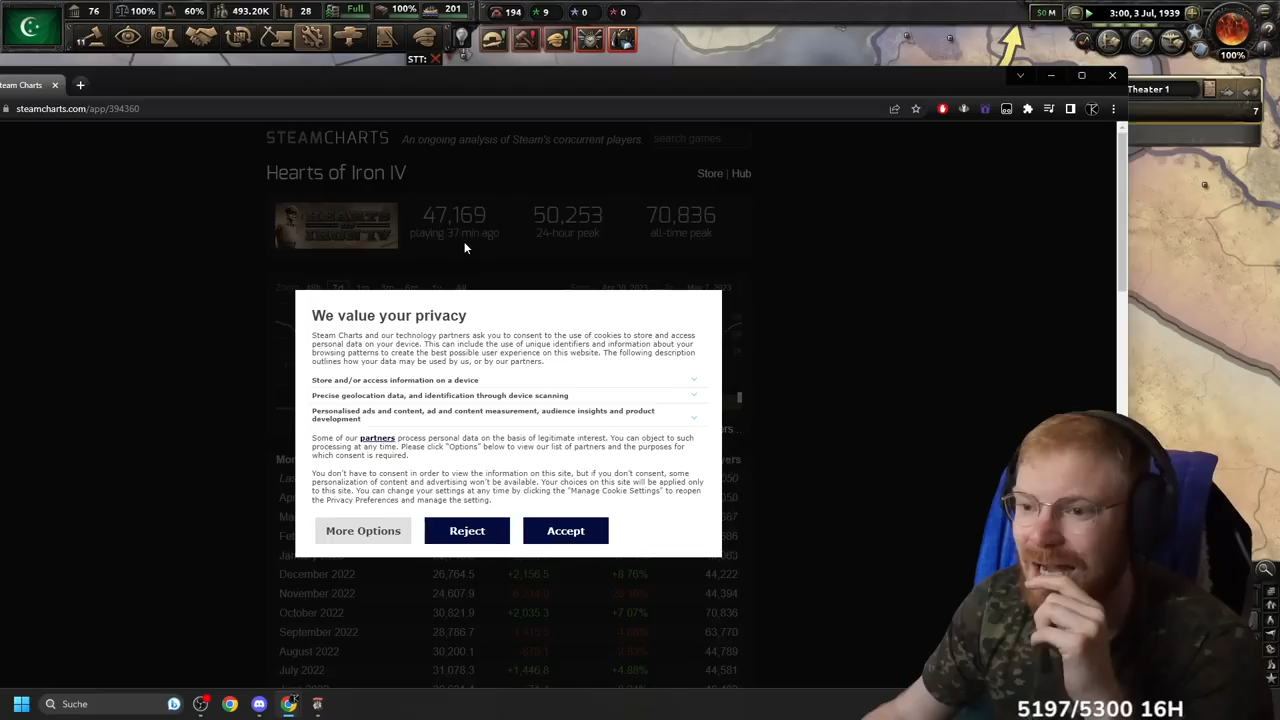 76 100% 60% 493.20K 28 Full 100% 201 194 9 0 0 $0 M 3:00, 3 Jul, 1939
11
100%
STT:
team Charts
Theater 1
steamcharts.com/app/394360
7
STEAMCHARTS An ongoing analysis of Steam's concurrent players. search games
Hearts of Iron IV Store | Hub
HEARTS OF IRON IV
47,169 50,253 70,836
playing 37 min ago 24-hour peak all-time peak
We value your privacy
Steam Charts and our technology partners ask you to consent to the use of cookies to store and access
personal data on your device. This can include the use of unique identifiers and information about your
browsing patterns to create the best possible user experience on this website. The following description
outlines how your data may be used by us, or by our partners.
Store and/or access information on a device
Precise geolocation data, and identification through device scanning
Personalised ads and content, ad and content measurement, audience insights and product
development
Some of our partners process personal data on the basis of legitimate interest. You can object to such
processing at any time. Please click "Options" below to view our list of partners and the purposes for
which consent is required.
You don't have to consent in order to view the information on this site, but if you don't consent, some
personalization of content and advertising won't be available. Your choices on this site will be applied only
to this site. You can change your settings at any time by clicking the "Manage Cookie Settings" to reopen
the Privacy Preferences and manage the setting.
More Options Reject Accept
December 2022 26,764.5 +2,156.5 +8.76% 44,222
November 2022 24,607.9 44,394
October 2022 30,821.9 +2,035.3 +7.07% 70,836
September 2022 28,786.7 63,770
August 2022 30,200.1 44,789
July 2022 31,078.3 +1,446.8 +4.88% 44,581
Suche
5197/5300 16H